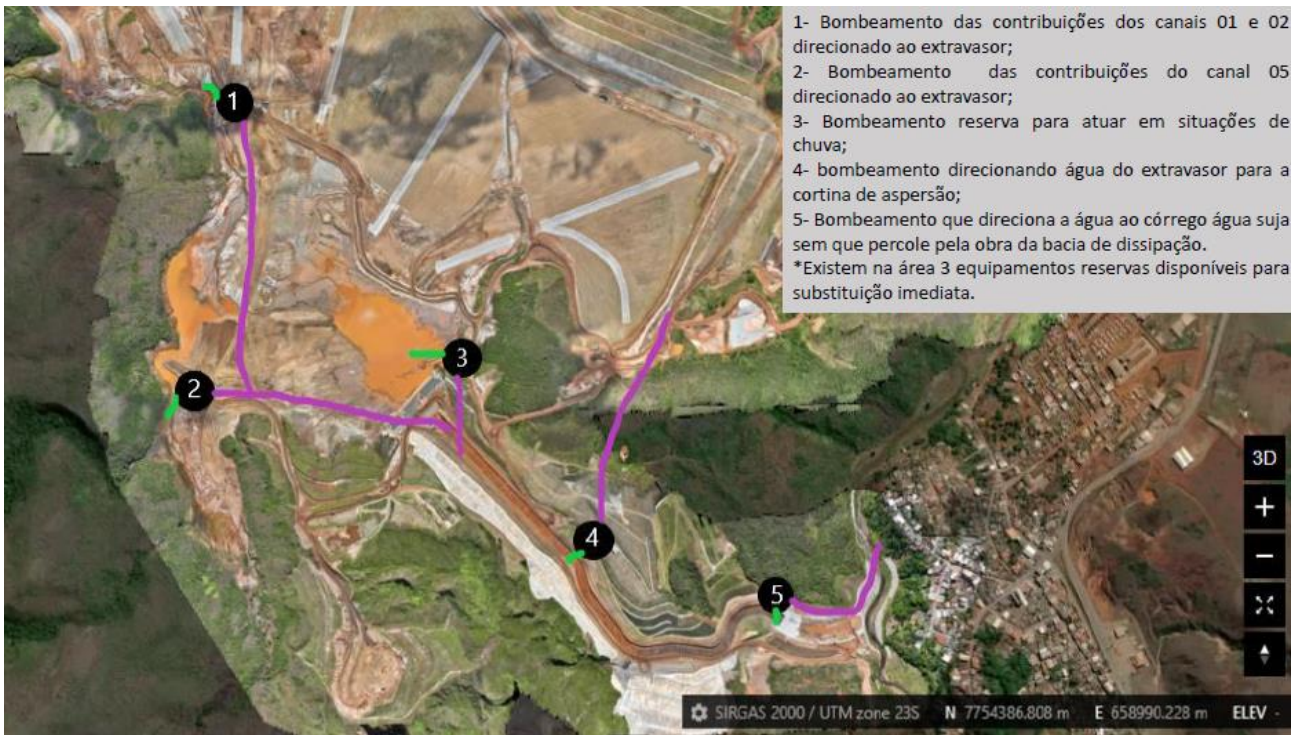 1- Bombeamento das contribuições dos canais 01 e 02
direcionado ao extravasor;
2- Bombeamento das contribuições do canal 05
direcionado ao extravasor;
3- Bombeamento reserva para atuar em situações de
chuva;
4- bombeamento direcionando água do extravasor para a
cortina de aspersão;
5- Bombeamento que direciona a água ao córrego água suja
sem que percole pela obra da bacia de dissipação.
*Existem na área 3 equipamentos reservas disponíveis para
substituição imediata.
1
3
2
4
5
3D
+
−
SIRGAS 2000 / UTM zone 23S N 7754386.808 m E 658990.228 m ELEV -